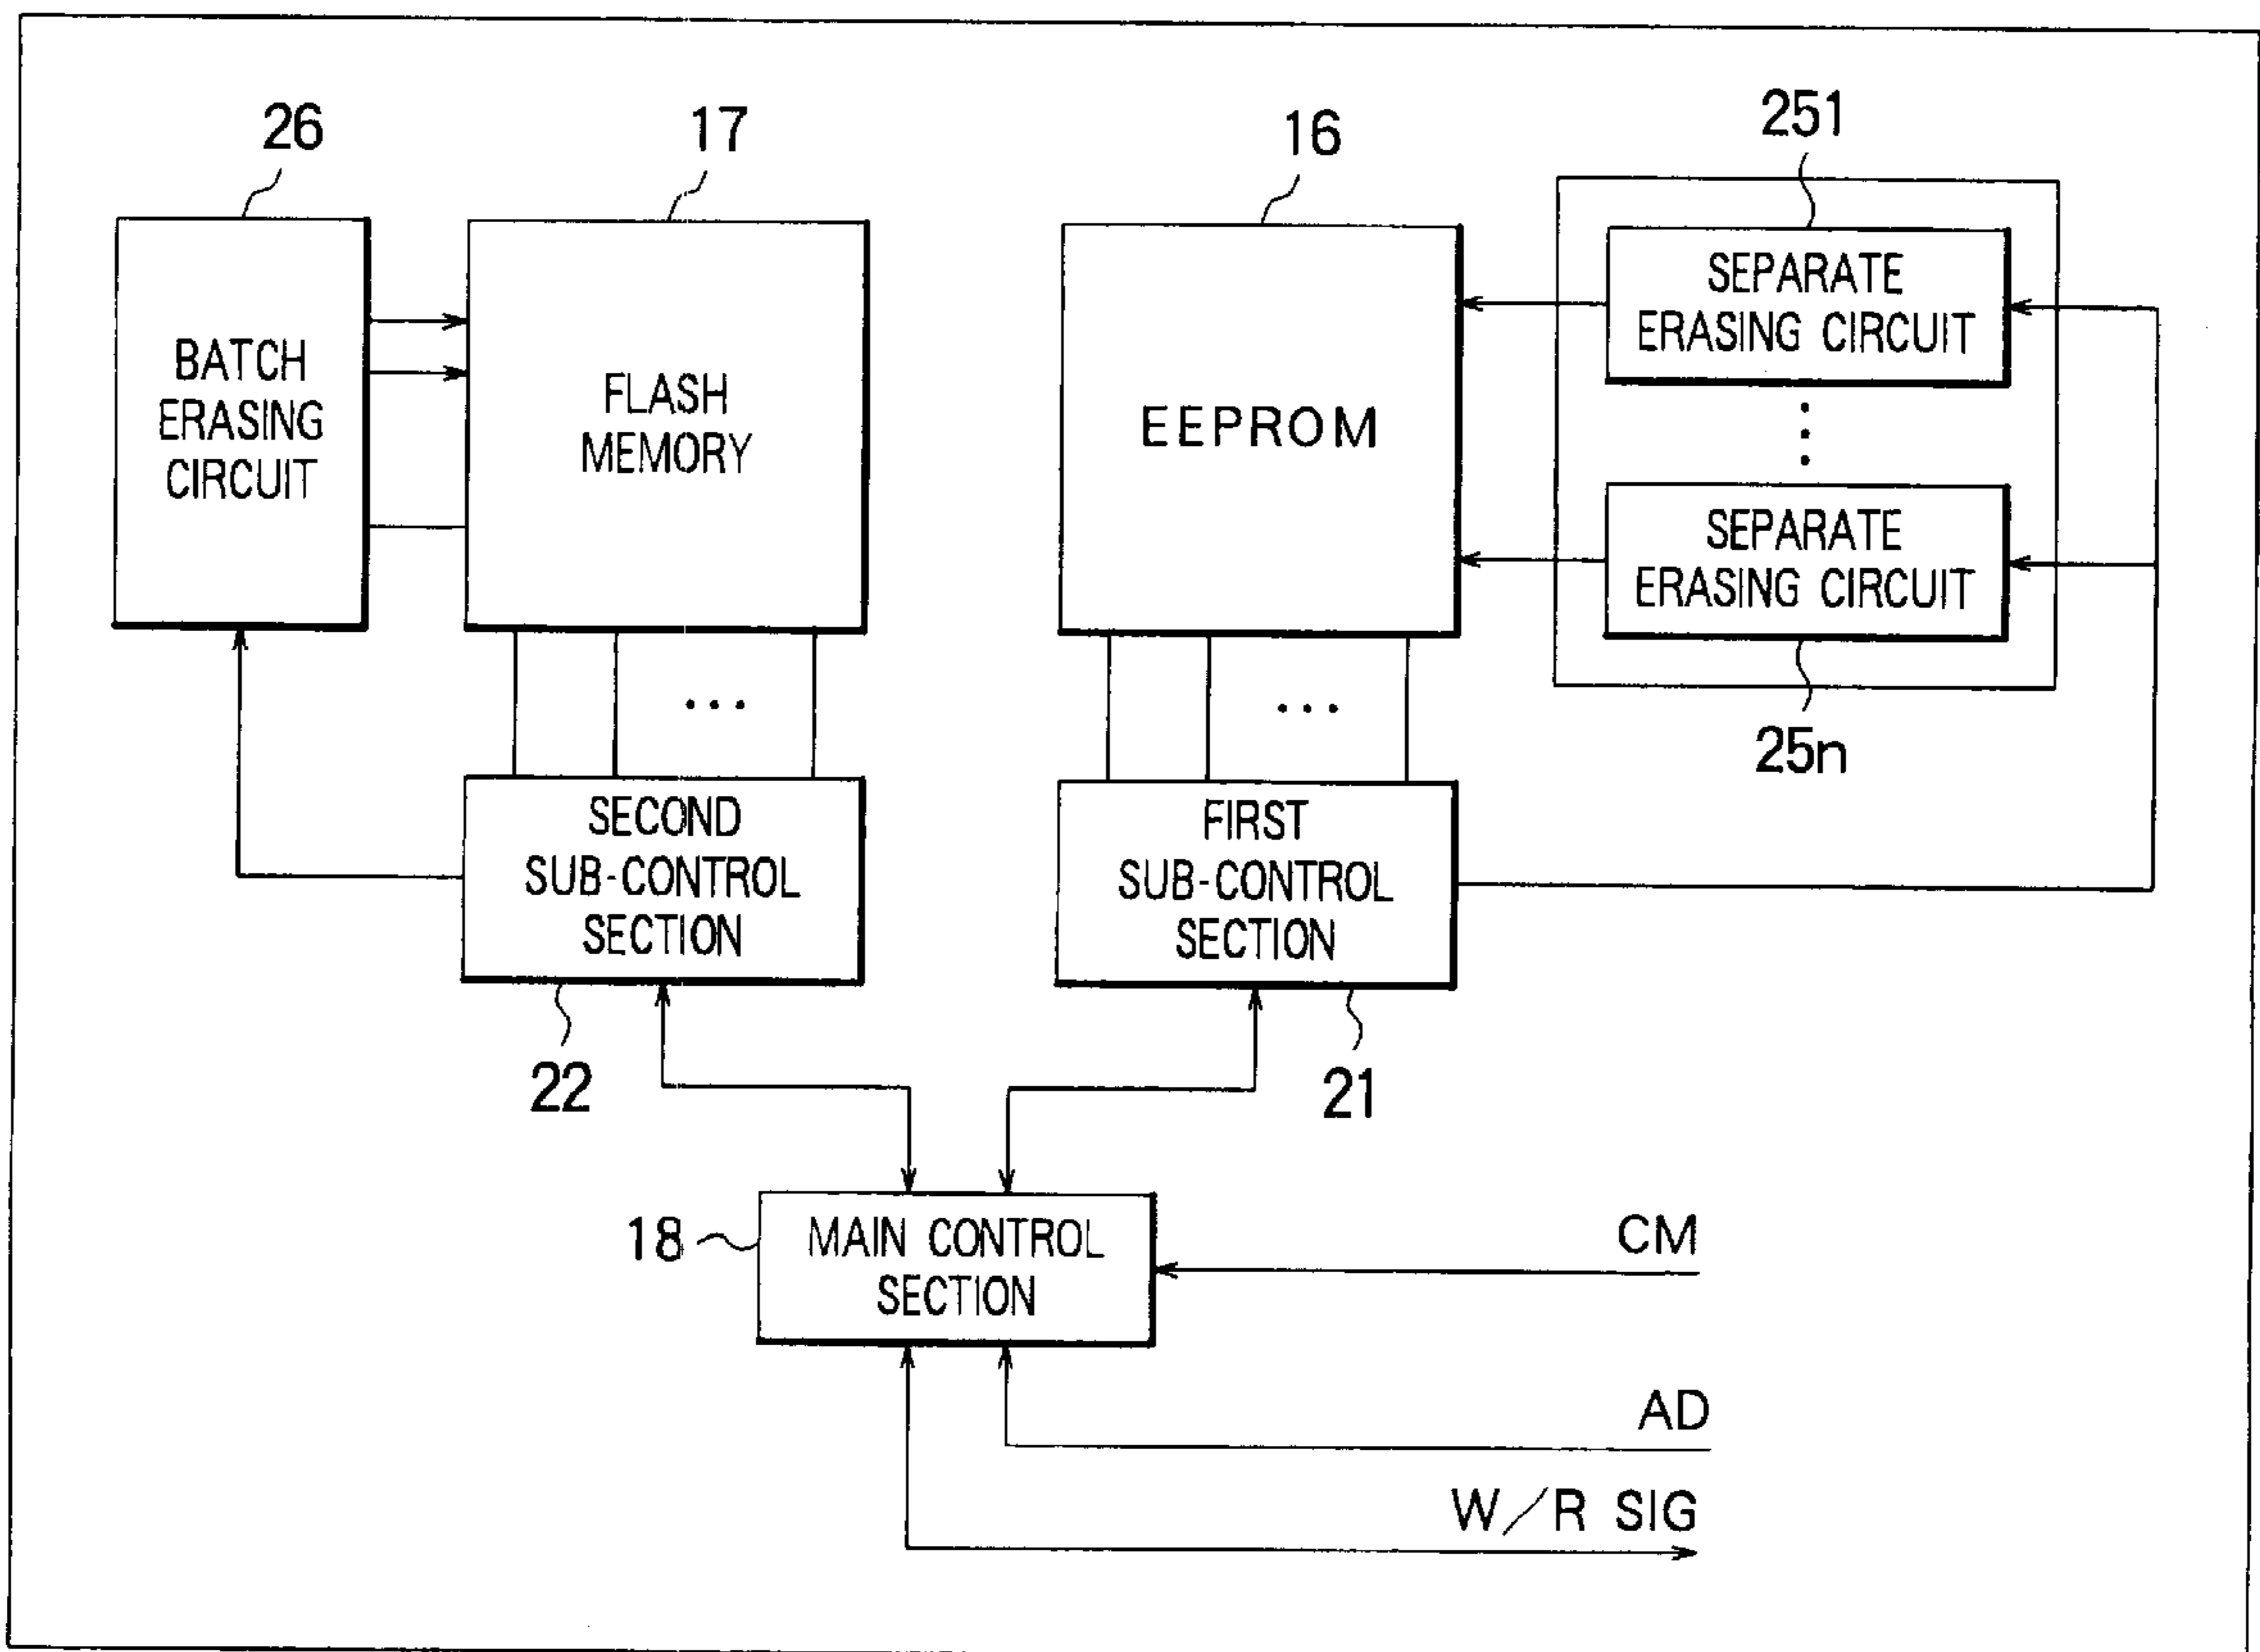 26
17
16
251
BATCH
ERASING
CIRCUIT
FLASH
MEMORY
EEPROM
SEPARATE
ERASING CIRCUIT
SEPARATE
ERASING CIRCUIT
25n
SECOND
SUB-CONTROL
SECTION
FIRST
SUB-CONTROL
SECTION
22
21
18
MAIN CONTROL
SECTION
CM
AD
W/R SIG